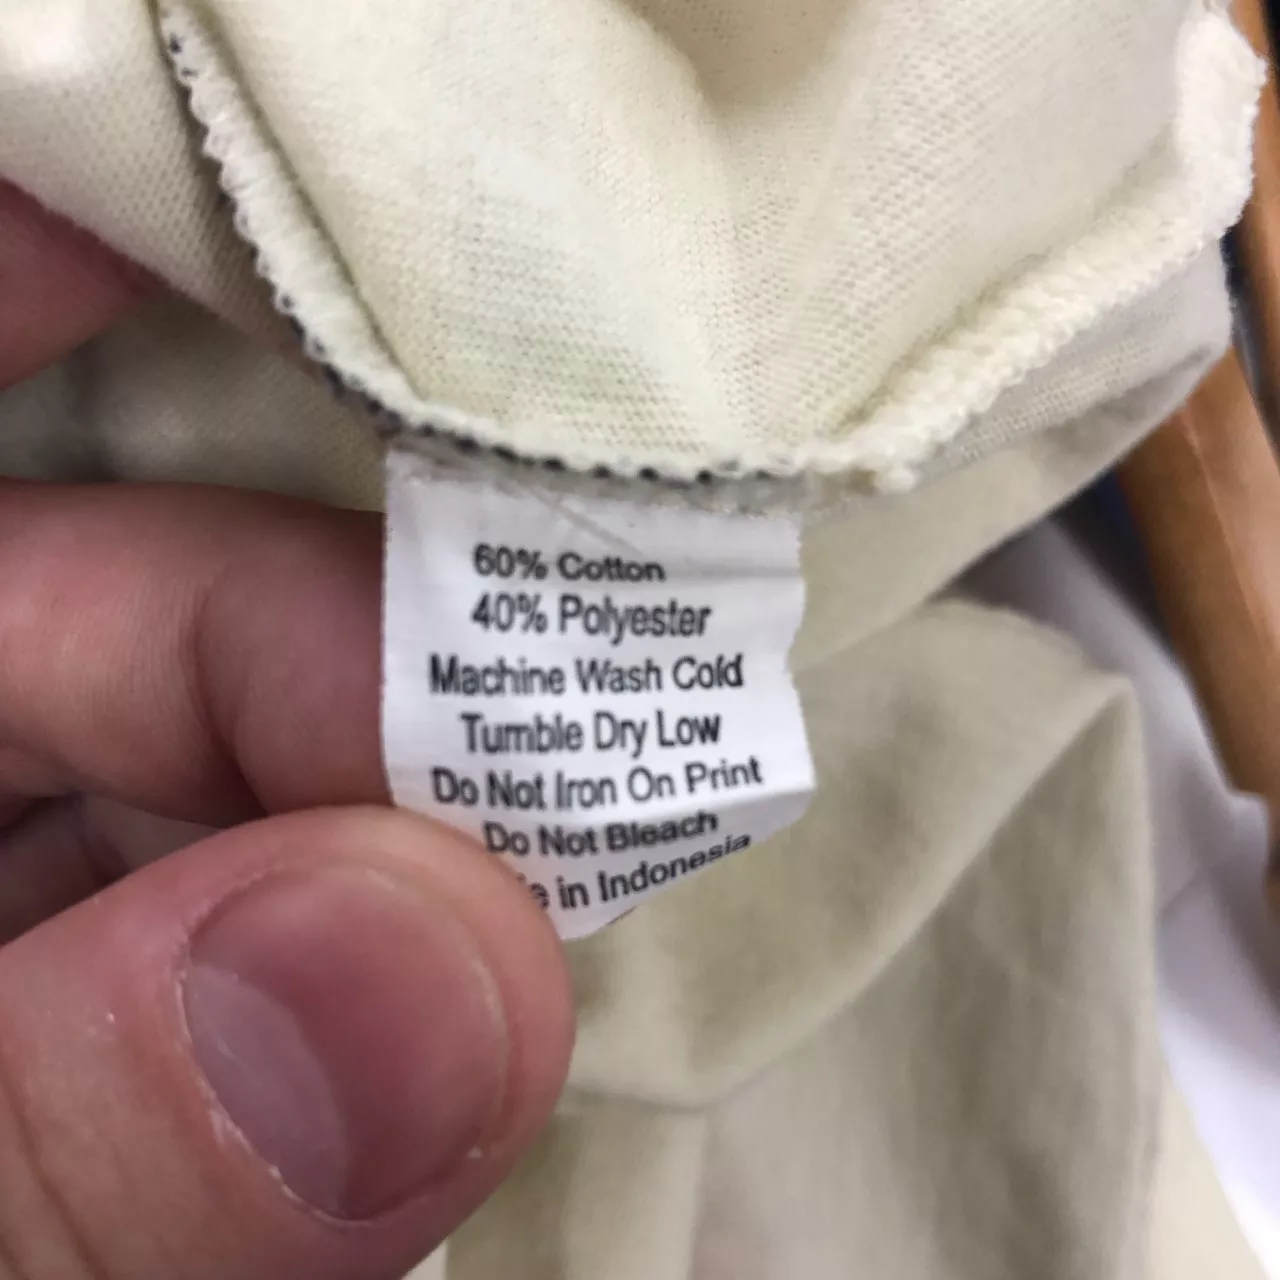 60% Cotton
40% Polyester
Machine Wash Cold
Tumble Dry Low
Do Not Iron On Print
Do Not Bleach
e in Indonesia